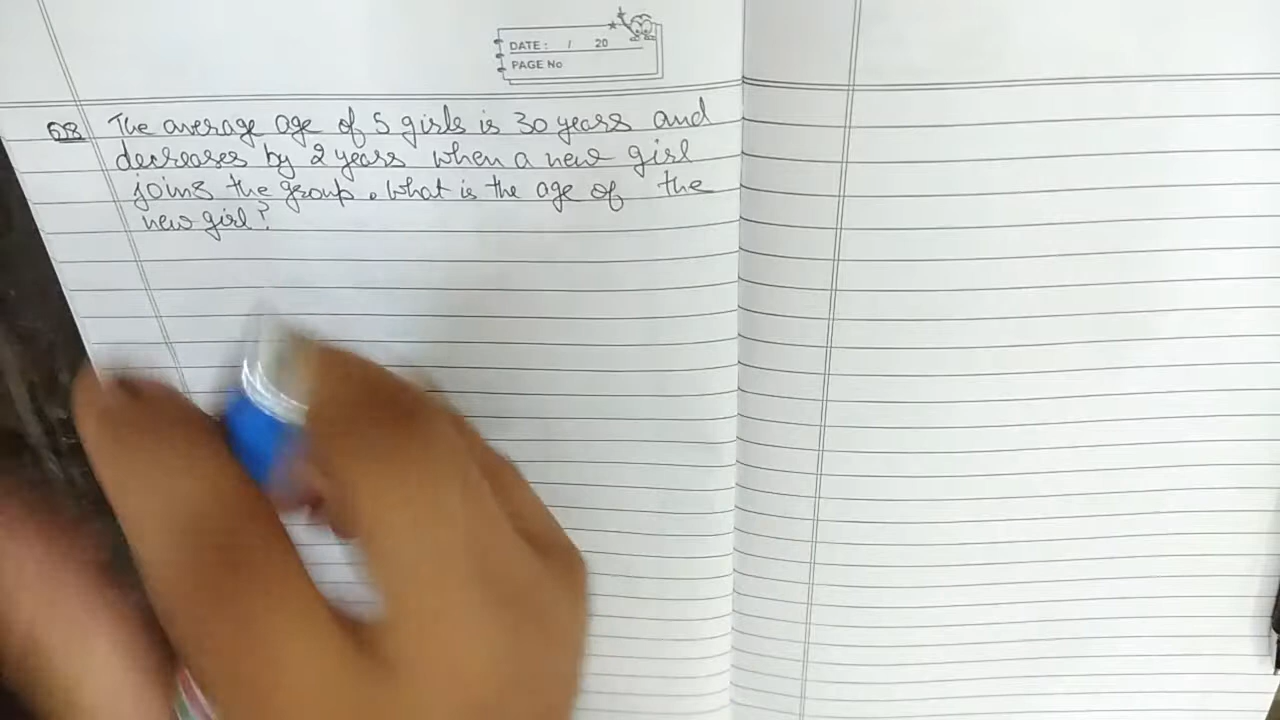 DATE : / 20
PAGE No
68 The average age of 5 girls is 30 years and
decreases by 2 years when a new girl
joins the group. What is the age of the
new girl?